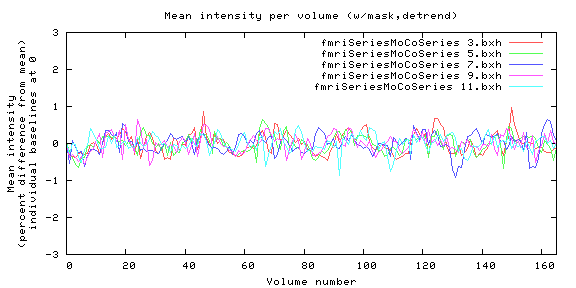 Mean intensity per volume (w/mask,detrend)
Mean intensity
(percent difference from mean)
individual baselines at 0
3
2
1
0
-1
-2
-3
fmriSeriesMoCoSeries 3.bxh
fmriSeriesMoCoSeries 5.bxh
fmriSeriesMoCoSeries 7.bxh
fmriSeriesMoCoSeries 9.bxh
fmriSeriesMoCoSeries 11.bxh
0 20 40 60 80 100 120 140 160
Volume number